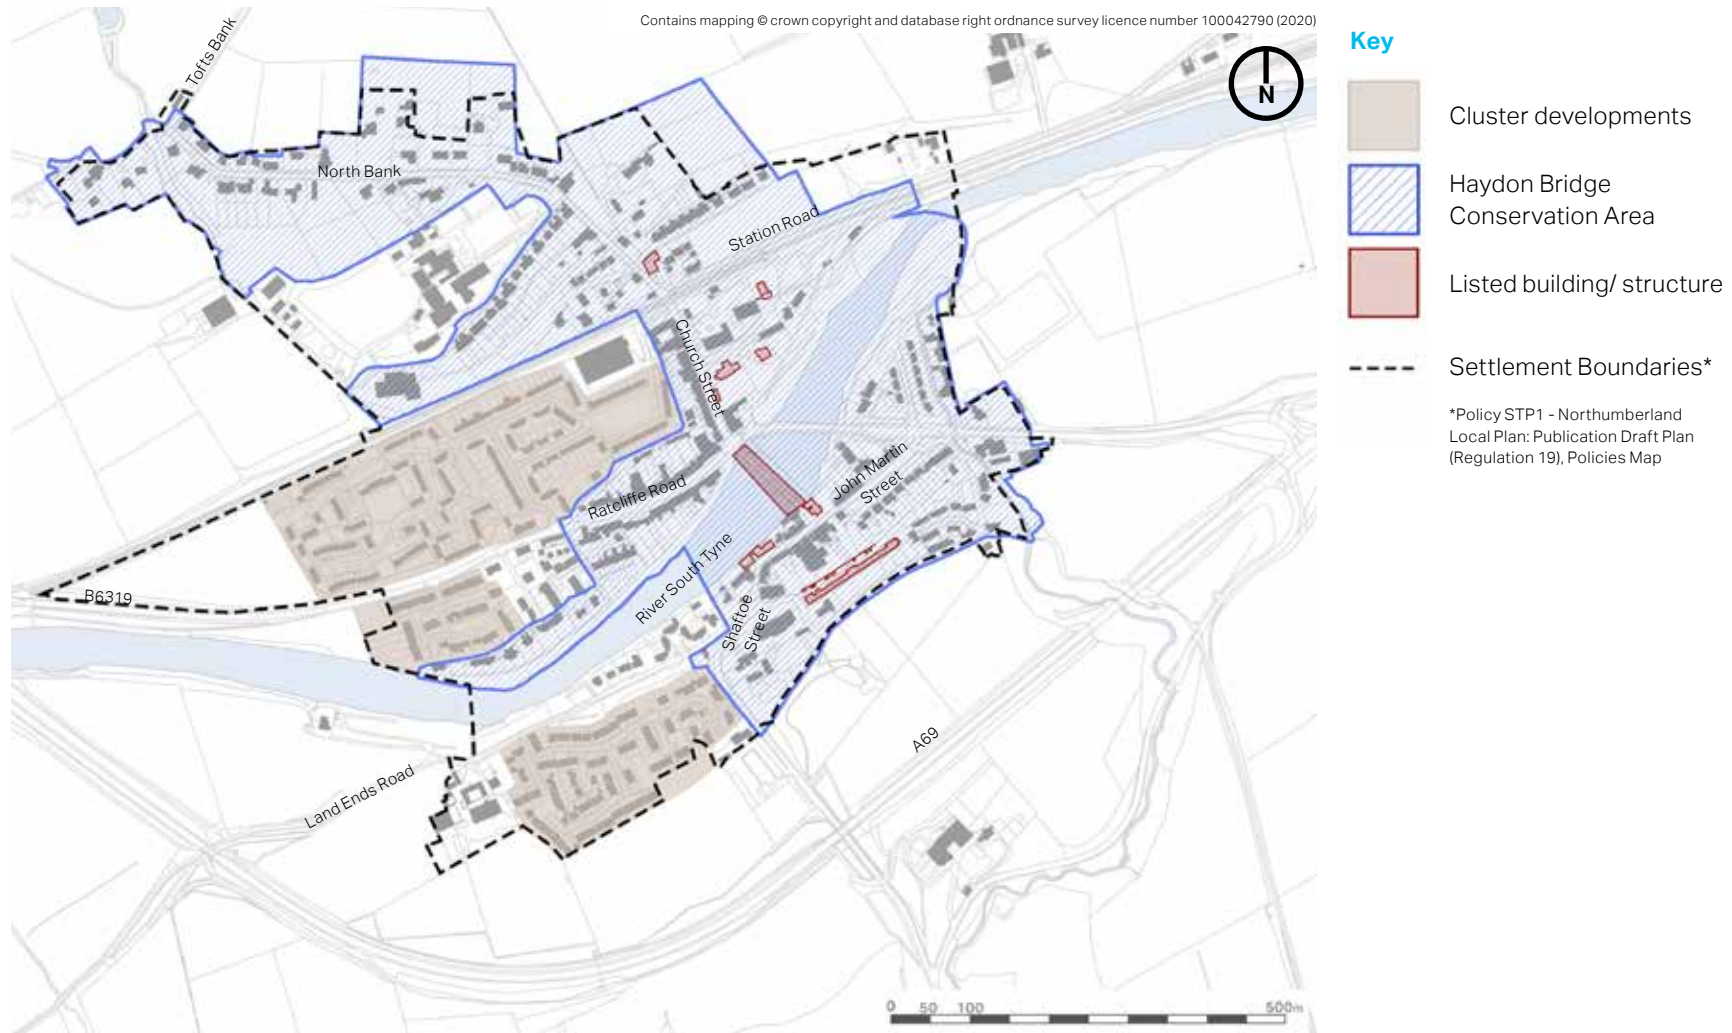 Contains mapping © crown copyright and database right ordnance survey licence number 100042790 (2020)
N
Tofts Bank
North Bank
Station Road
Church Street
Ratcliffe Road
John Martin
Street
River South Tyne
Shaftoe
Street
B6319
Land Ends Road
A69
0 50 100 500m
Key
Cluster developments
Haydon Bridge
Conservation Area
Listed building/ structure
Settlement Boundaries*
*Policy STP1 - Northumberland
Local Plan: Publication Draft Plan
(Regulation 19), Policies Map